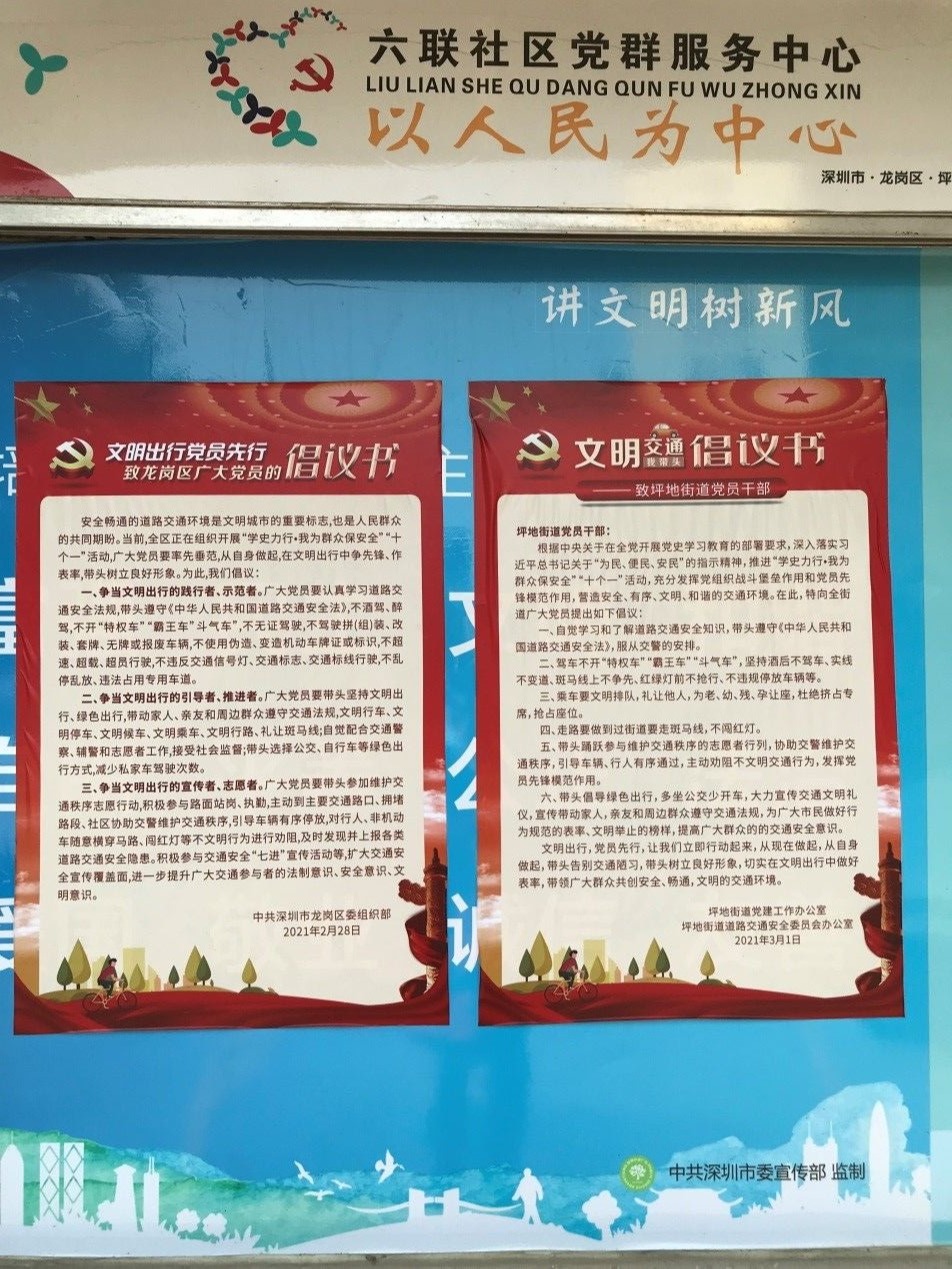 六联社区党群服务中心
LIU LIAN SHE QU DANG QUN FU WU ZHONG XIN
以人民为中心
深圳市·龙岗区·坪
讲文明树新风
文明出行党员先行
致龙岗区广大党员的倡议书
安全畅通的道路交通环境是文明城市的重要标志,也是人民群众
的共同期盼。当前,全区正在组织开展“学史力行•我为群众保安全”“十
个一”活动,广大党员要率先垂范,从自身做起,在文明出行中争先锋、作
表率,带头树立良好形象。为此,我们倡议:
一、争当文明出行的践行者、示范者。广大党员要认真学习道路交
通安全法规,带头遵守《中华人民共和国道路交通安全法》,不酒驾、醉
驾,不开“特权车”“霸王车”“斗气车”,不无证驾驶,不驾驶拼(组)装、改
装、套牌、无牌或报废车辆,不使用伪造、变造机动车牌证或标识,不超
速、超载、超员行驶,不违反交通信号灯、交通标志、交通标线行驶,不乱
停乱放、违法占用专用车道。
二、争当文明出行的引导者、推进者。广大党员要带头坚持文明出
行、绿色出行,带动家人、亲友和周边群众遵守交通法规,文明行车、文
明停车、文明候车、文明乘车、文明行路、礼让斑马线;自觉配合交通警
察、辅警和志愿者工作,接受社会监督;带头选择公交、自行车等绿色出
行方式,减少私家车驾驶次数。
三、争当文明出行的宣传者、志愿者。广大党员要带头参加维护交
通秩序志愿行动,积极参与路面站岗、执勤,主动到主要交通路口、拥堵
路段、社区协助交警维护交通秩序,引导车辆有序停放,对行人、非机动
车随意横穿马路、闯红灯等不文明行为进行劝阻,及时发现并上报各类
道路交通安全隐患。积极参与交通安全“七进”宣传活动等,扩大交通安
全宣传覆盖面,进一步提升广大交通参与者的法制意识、安全意识、文
明意识。
中共深圳市龙岗区委组织部
2021年2月28日
文明交通我带头倡议书
——致坪地街道党员干部
坪地街道党员干部:
根据中央关于在全党开展党史学习教育的部署要求,深入落实习
近平总书记关于“为民、便民、安民”的指示精神,推进“学史力行•我为
群众保安全”“十个一”活动,充分发挥党组织战斗堡垒作用和党员先
锋模范作用,营造安全、有序、文明、和谐的交通环境。在此,特向全街
道广大党员提出如下倡议:
一、自觉学习和了解道路交通安全知识,带头遵守《中华人民共和
国道路交通安全法》,服从交警的安排。
二、驾车不开“特权车”“霸王车”“斗气车”,坚持酒后不驾车、实线
不变道、斑马线上不争先、红绿灯前不抢行、不违规停放车辆等。
三、乘车要文明排队,礼让他人,为老、幼、残、孕让座,杜绝挤占专
席,抢占座位。
四、走路要做到过街道要走斑马线,不闯红灯。
五、带头踊跃参与维护交通秩序的志愿者行列,协助交警维护交
通秩序,引导车辆、行人有序通过,主动劝阻不文明交通行为,发挥党
员先锋模范作用。
六、带头倡导绿色出行,多坐公交少开车,大力宣传交通文明礼
仪,宣传带动家人,亲友和周边群众遵守交通法规,为广大市民做好行
为规范的表率、文明举止的榜样,提高广大群众的的交通安全意识。
文明出行,党员先行,让我们立即行动起来,从现在做起,从自身
做起,带头告别交通陋习,带头树立良好形象,切实在文明出行中做好
表率,带领广大群众共创安全、畅通,文明的交通环境。
坪地街道党建工作办公室
坪地街道道路交通安全委员会办公室
2021年3月1日
中共深圳市委宣传部 监制